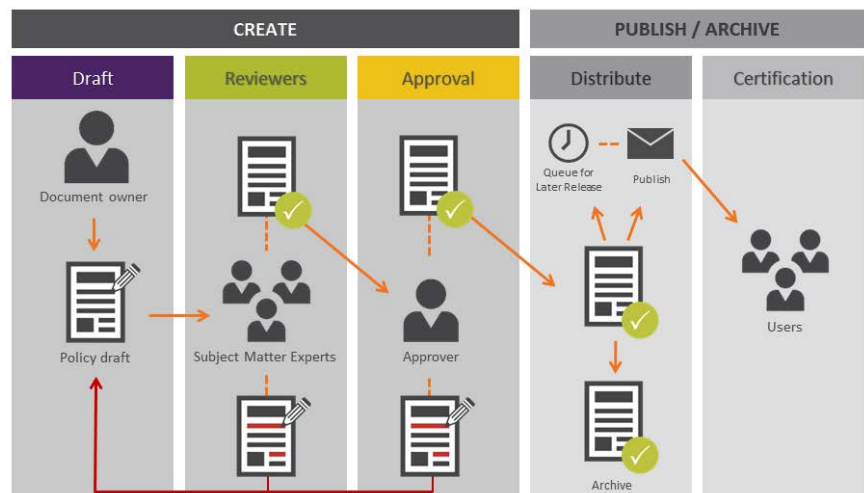 CREATE
PUBLISH / ARCHIVE
Draft
Reviewers
Approval
Distribute
Certification
Document owner
Policy draft
Subject Matter Experts
Approver
Queue for
Later Release
Publish
Archive
Users